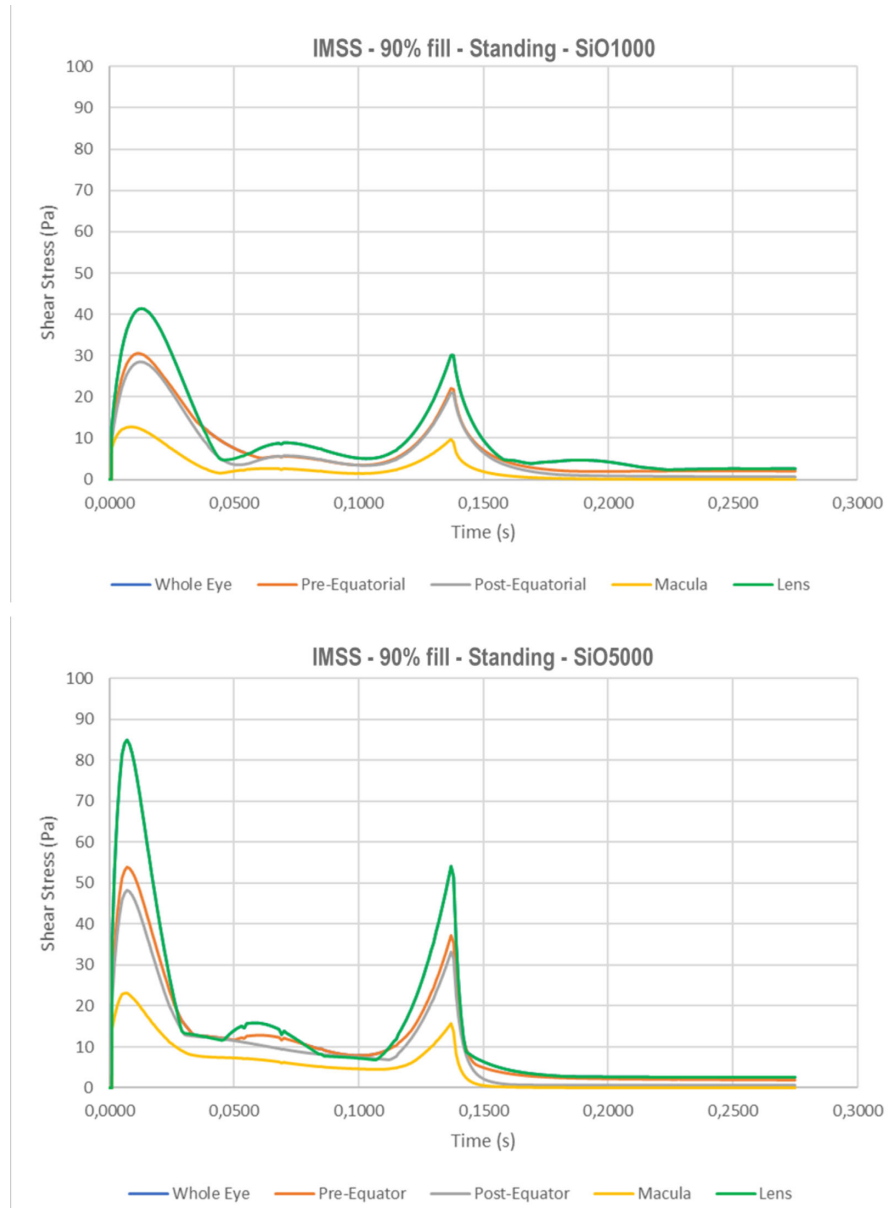 IMSS - 90% fill - Standing - SiO1000
100
90
80
70
60
50
40
30
20
10
0
Shear Stress (Pa)
0,0000 0,0500 0,1000 0,1500 0,2000 0,2500 0,3000
Time (s)
Whole Eye Pre-Equatorial Post-Equatorial Macula Lens
IMSS - 90% fill - Standing - SiO5000
100
90
80
70
60
50
40
30
20
10
0
Shear Stress (Pa)
0,0000 0,0500 0,1000 0,1500 0,2000 0,2500 0,3000
Time (s)
Whole Eye Pre-Equator Post-Equator Macula Lens